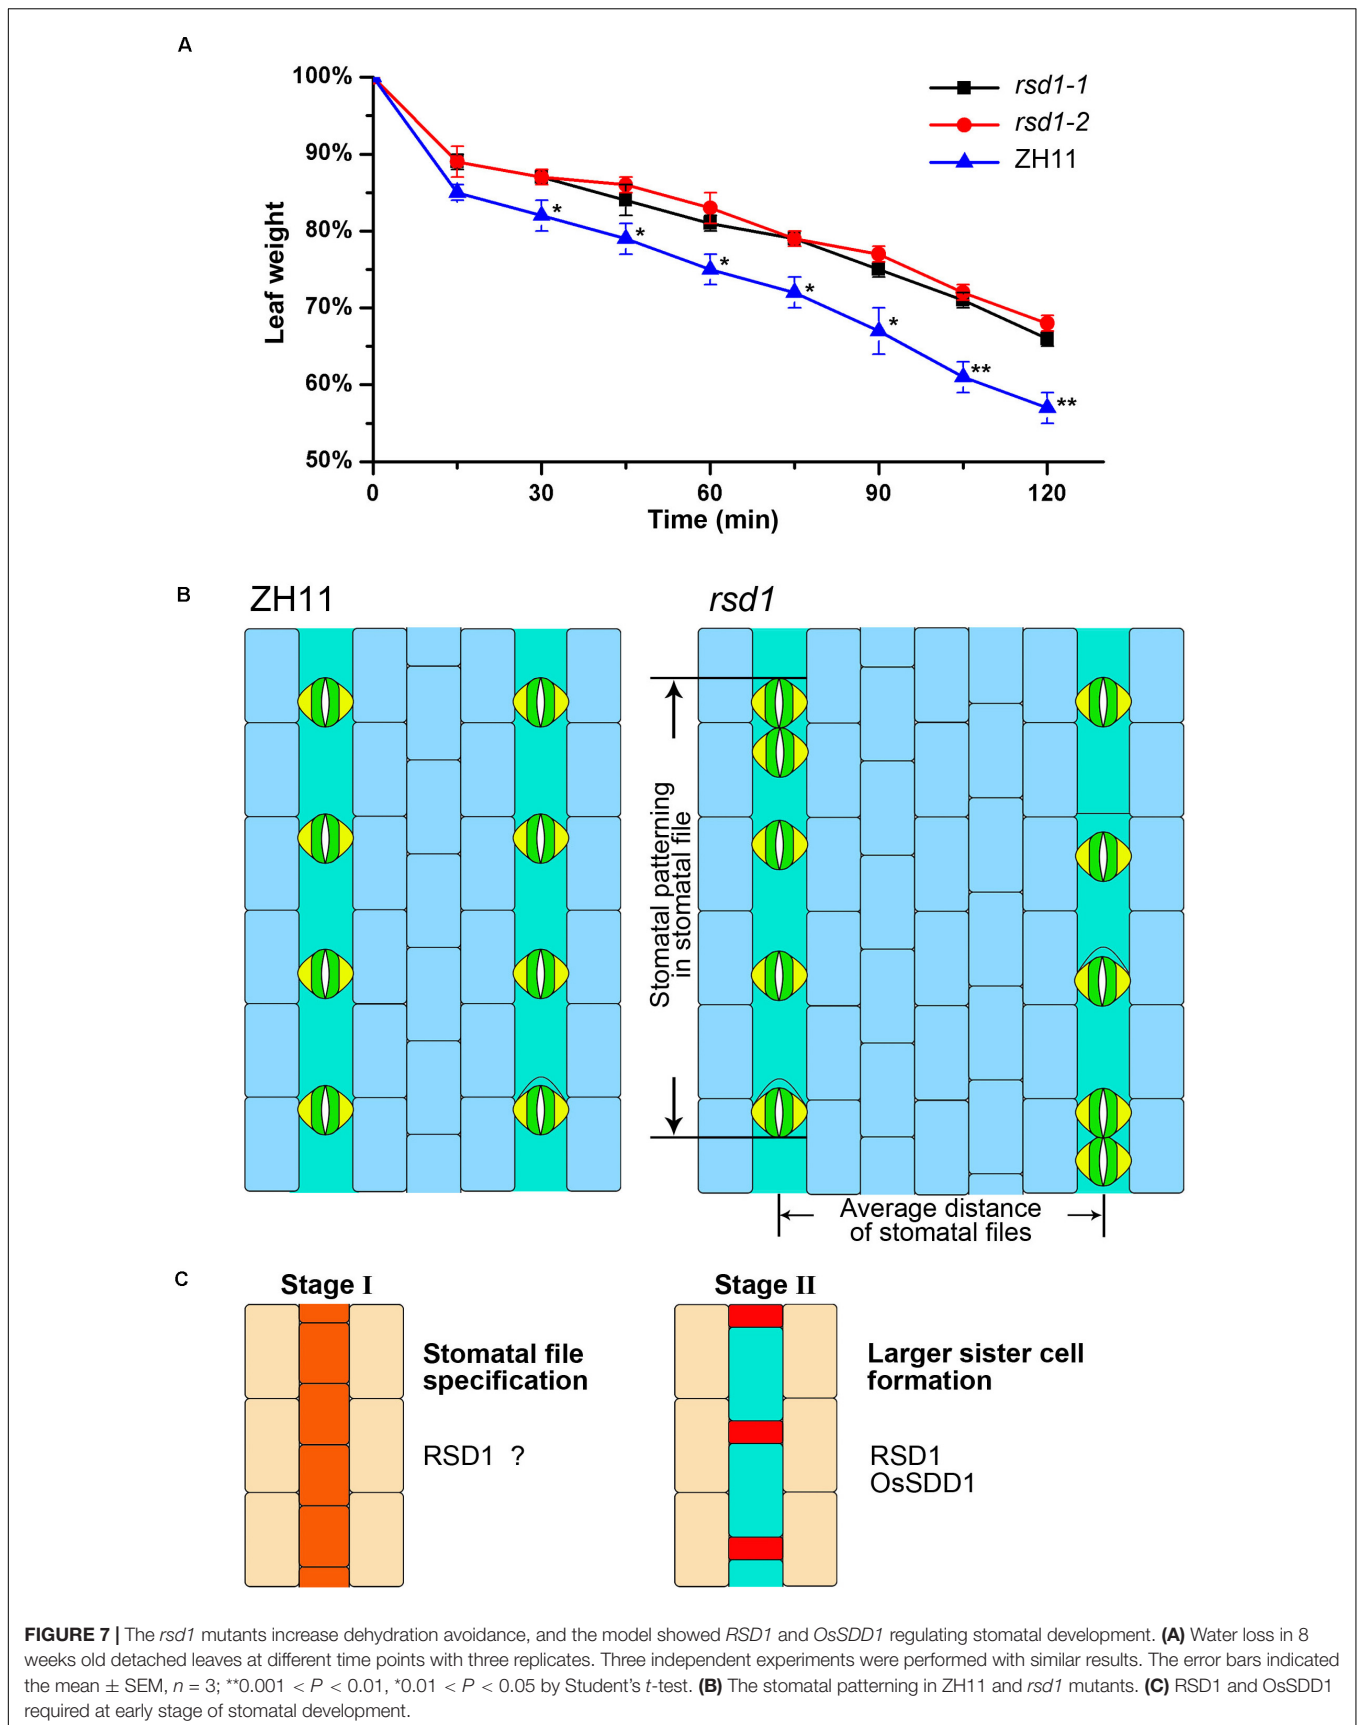 A
100%
90%
80%
70%
60%
50%
Leaf weight
0 30 60 90 120
Time (min)
rsd1-1
rsd1-2
ZH11
*
*
*
*
*
**
**
B
ZH11
rsd1
Stomatal patterning
in stomatal file
Average distance
of stomatal files
C
Stage I
Stomatal file
specification
RSD1 ?
Stage II
Larger sister cell
formation
RSD1
OsSDD1
FIGURE 7 | The rsd1 mutants increase dehydration avoidance, and the model showed RSD1 and OsSDD1 regulating stomatal development. (A) Water loss in 8
weeks old detached leaves at different time points with three replicates. Three independent experiments were performed with similar results. The error bars indicated
the mean ± SEM, n = 3; **0.001 < P < 0.01, *0.01 < P < 0.05 by Student's t-test. (B) The stomatal patterning in ZH11 and rsd1 mutants. (C) RSD1 and OsSDD1
required at early stage of stomatal development.